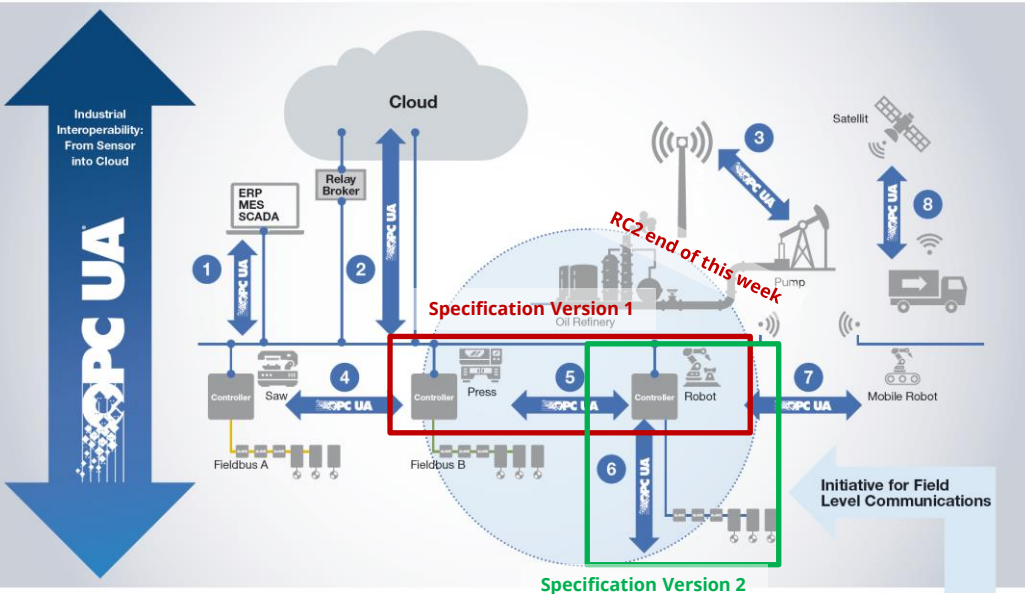 Industrial
Interoperability:
From Sensor
into Cloud
OPC UA
Cloud
Relay
Broker
ERP
MES
SCADA
1
OPC UA
2
OPC UA
3
OPC UA
Satellit
8
OPC UA
RC2 end of this week
Pump
Specification Version 1
Oil Refinery
Controller
Saw
4
OPC UA
Controller
Press
5
OPC UA
Controller
Robot
7
OPC UA
Mobile Robot
Fieldbus A
Fieldbus B
6
OPC UA
Initiative for Field
Level Communications
Specification Version 2